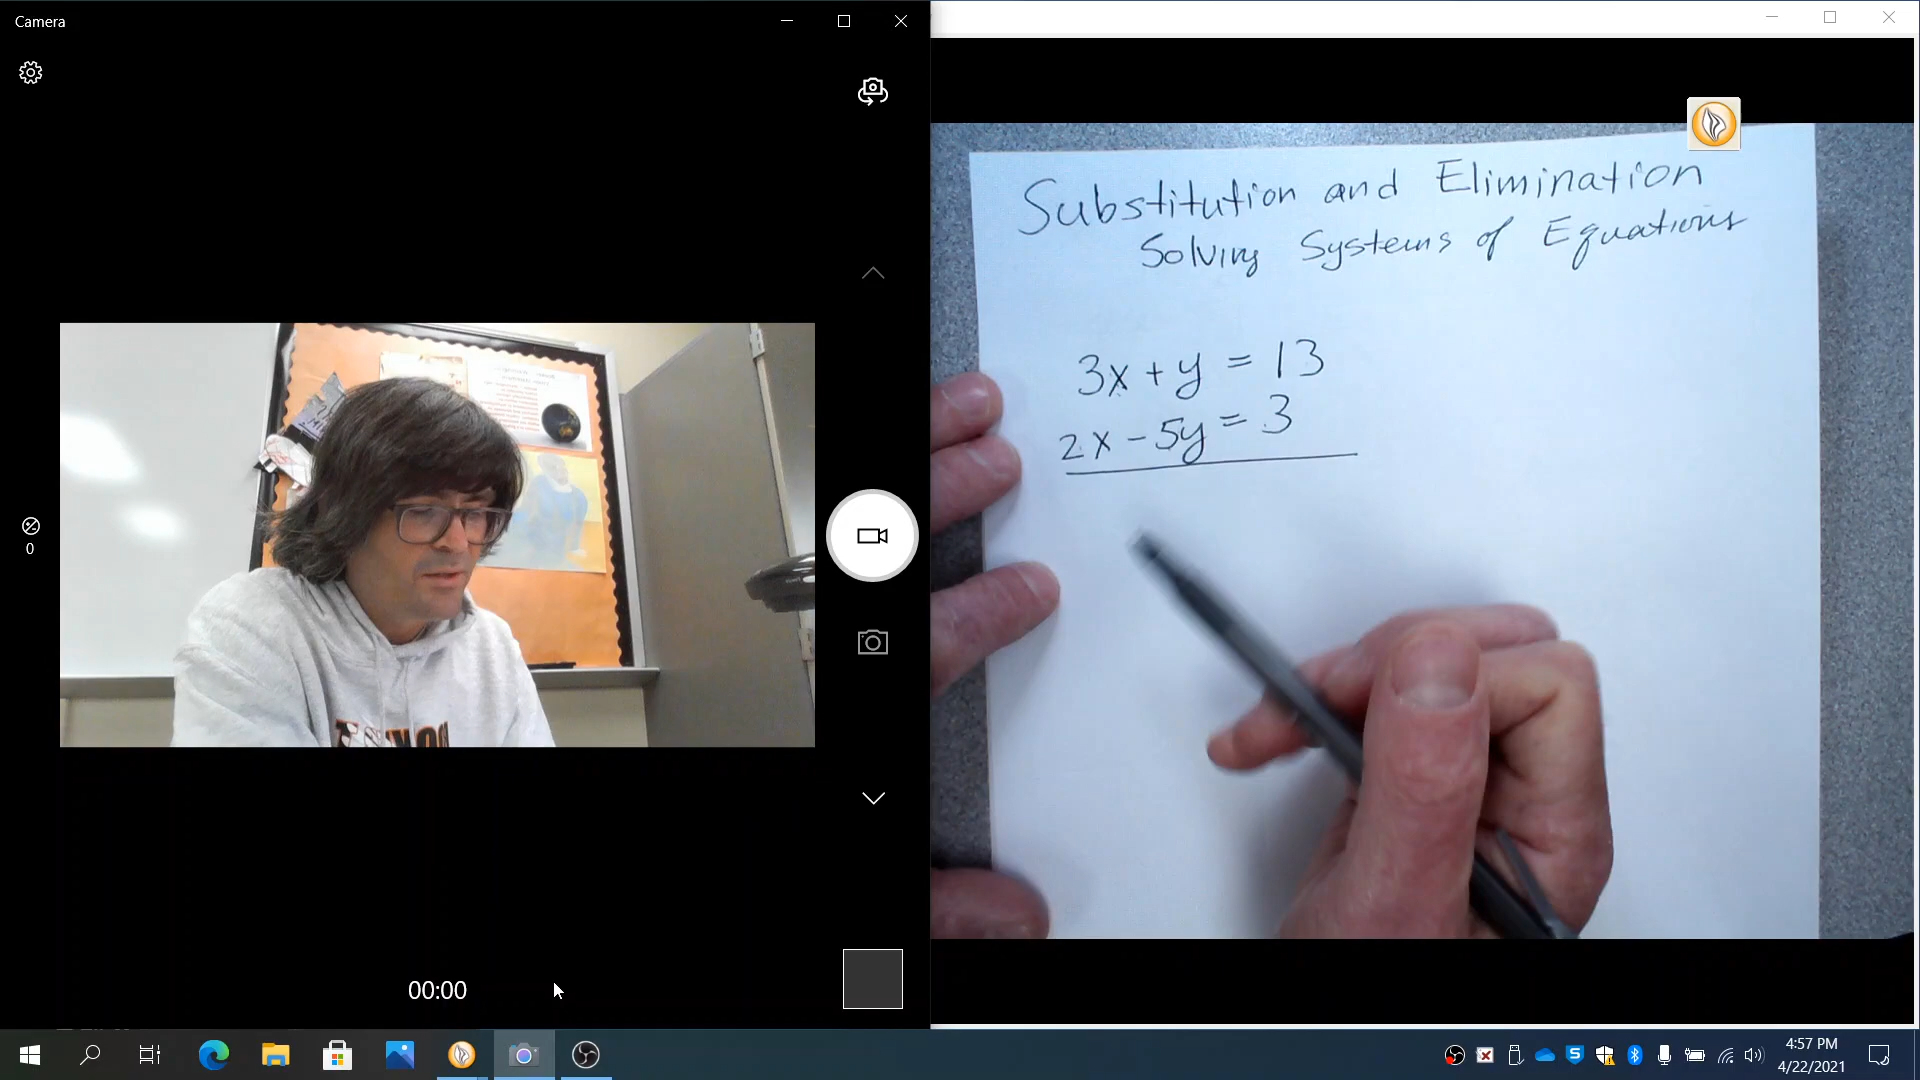 Camera
Substitution and Elimination
Solving Systems of Equations
3x + y = 13
2x - 5y = 3
0
00:00
4:57 PM
4/22/2021